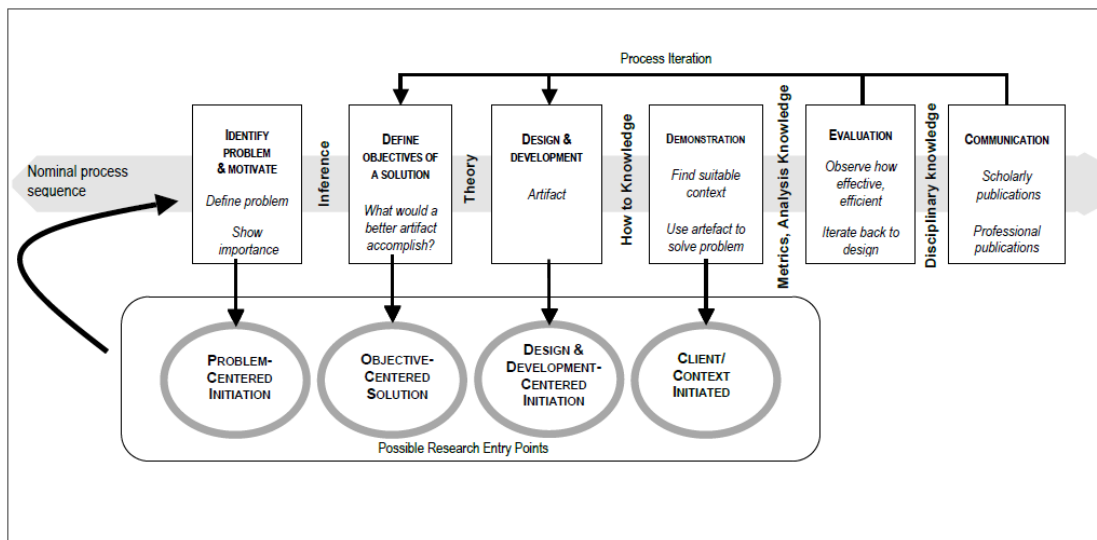 Process Iteration
Nominal process
sequence
IDENTIFY
PROBLEM
& MOTIVATE
Define problem
Show
importance
Inference
DEFINE
OBJECTIVES OF
A SOLUTION
What would a
better artifact
accomplish?
Theory
DESIGN &
DEVELOPMENT
Artifact
How to Knowledge
DEMONSTRATION
Find suitable
context
Use artefact to
solve problem
Metrics, Analysis Knowledge
EVALUATION
Observe how
effective,
efficient
Iterate back to
design
Disciplinary knowledge
COMMUNICATION
Scholarly
publications
Professional
publications
PROBLEM-
CENTERED
INITIATION
OBJECTIVE-
CENTERED
SOLUTION
DESIGN &
DEVELOPMENT-
CENTERED
INITIATION
CLIENT/
CONTEXT
INITIATED
Possible Research Entry Points